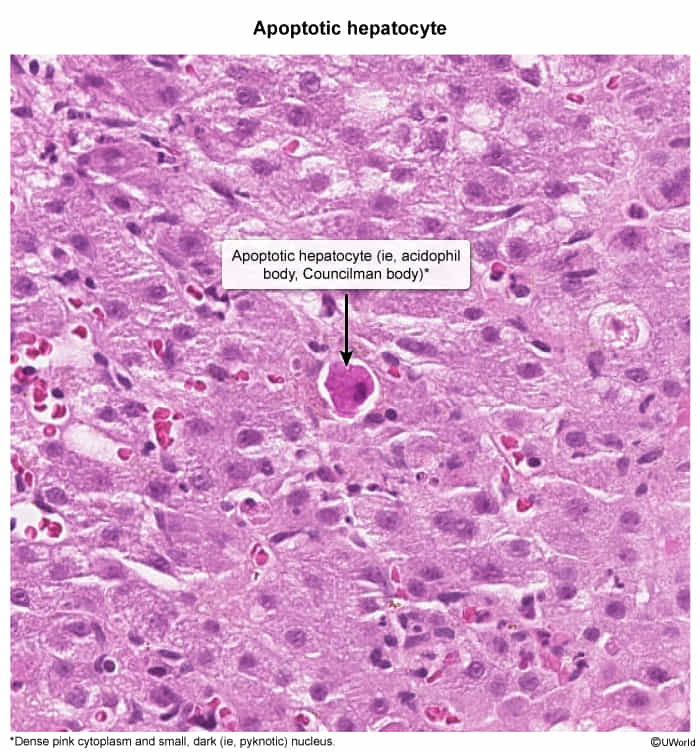 Apoptotic hepatocyte
Apoptotic hepatocyte (ie, acidophil
body, Councilman body)*
*Dense pink cytoplasm and small, dark (ie, pyknotic) nucleus.
©UWorld